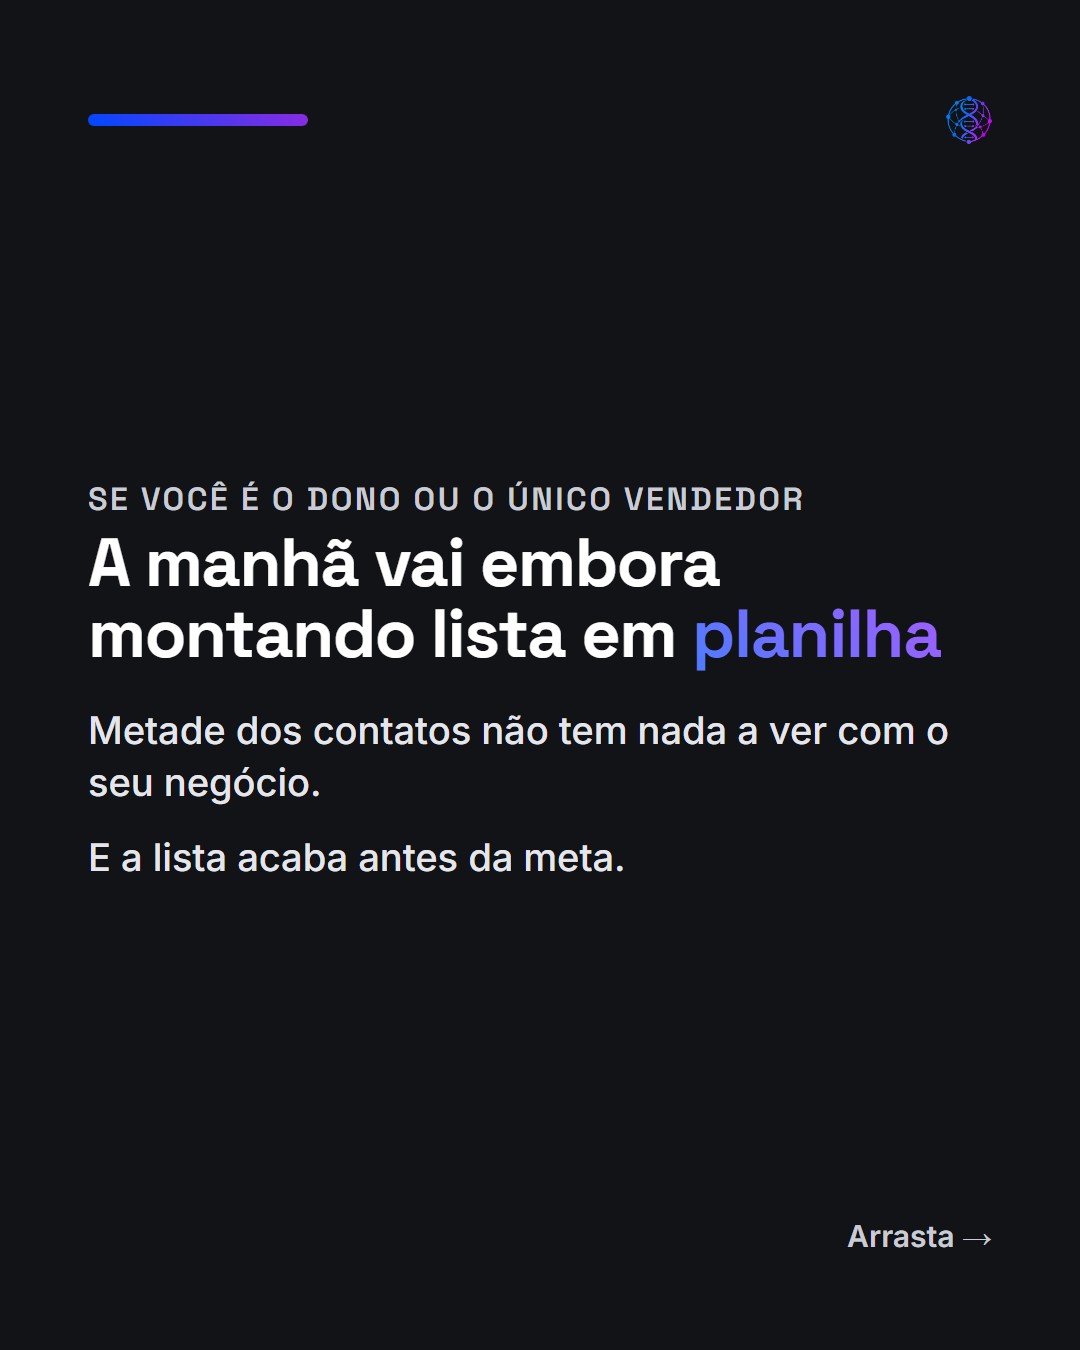 SE VOCÊ É O DONO OU O ÚNICO VENDEDOR
A manhã vai embora
montando lista em planilha
Metade dos contatos não tem nada a ver com o
seu negócio.
E a lista acaba antes da meta.
Arrasta →